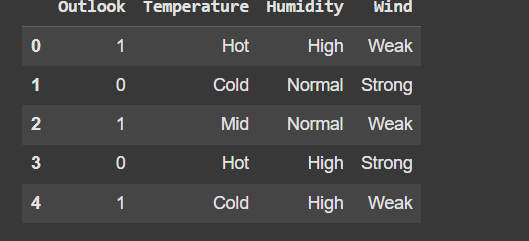 Outlook Temperature Humidity Wind
0 1 Hot High Weak
1 0 Cold Normal Strong
2 1 Mid Normal Weak
3 0 Hot High Strong
4 1 Cold High Weak